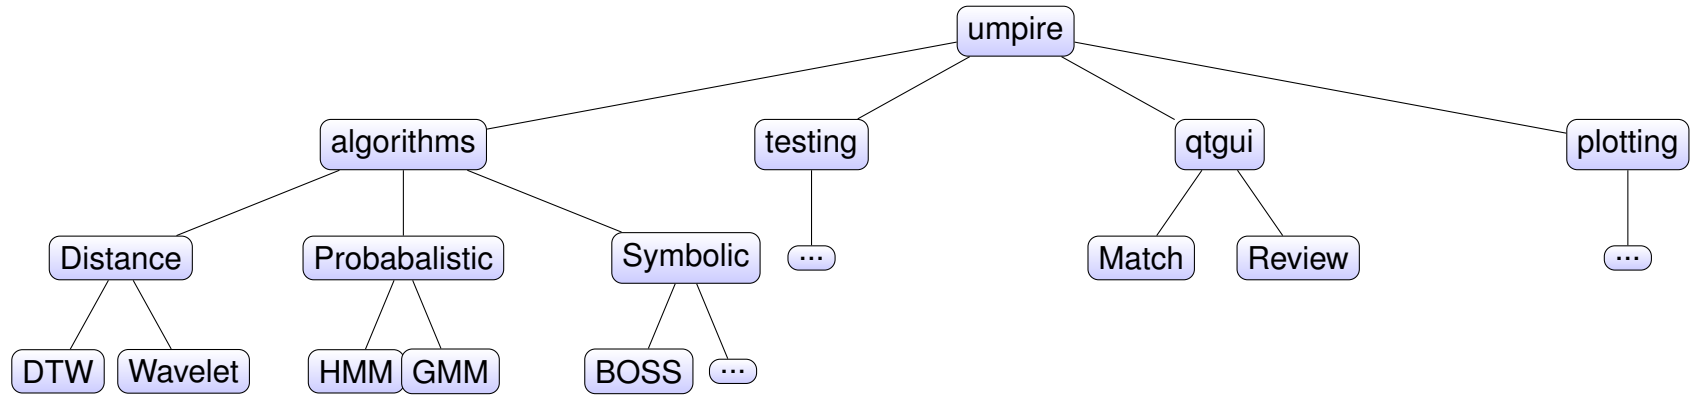 umpire
algorithms testing qtgui plotting
Distance Probabalistic Symbolic ... Match Review ...
DTW Wavelet HMM GMM BOSS ...